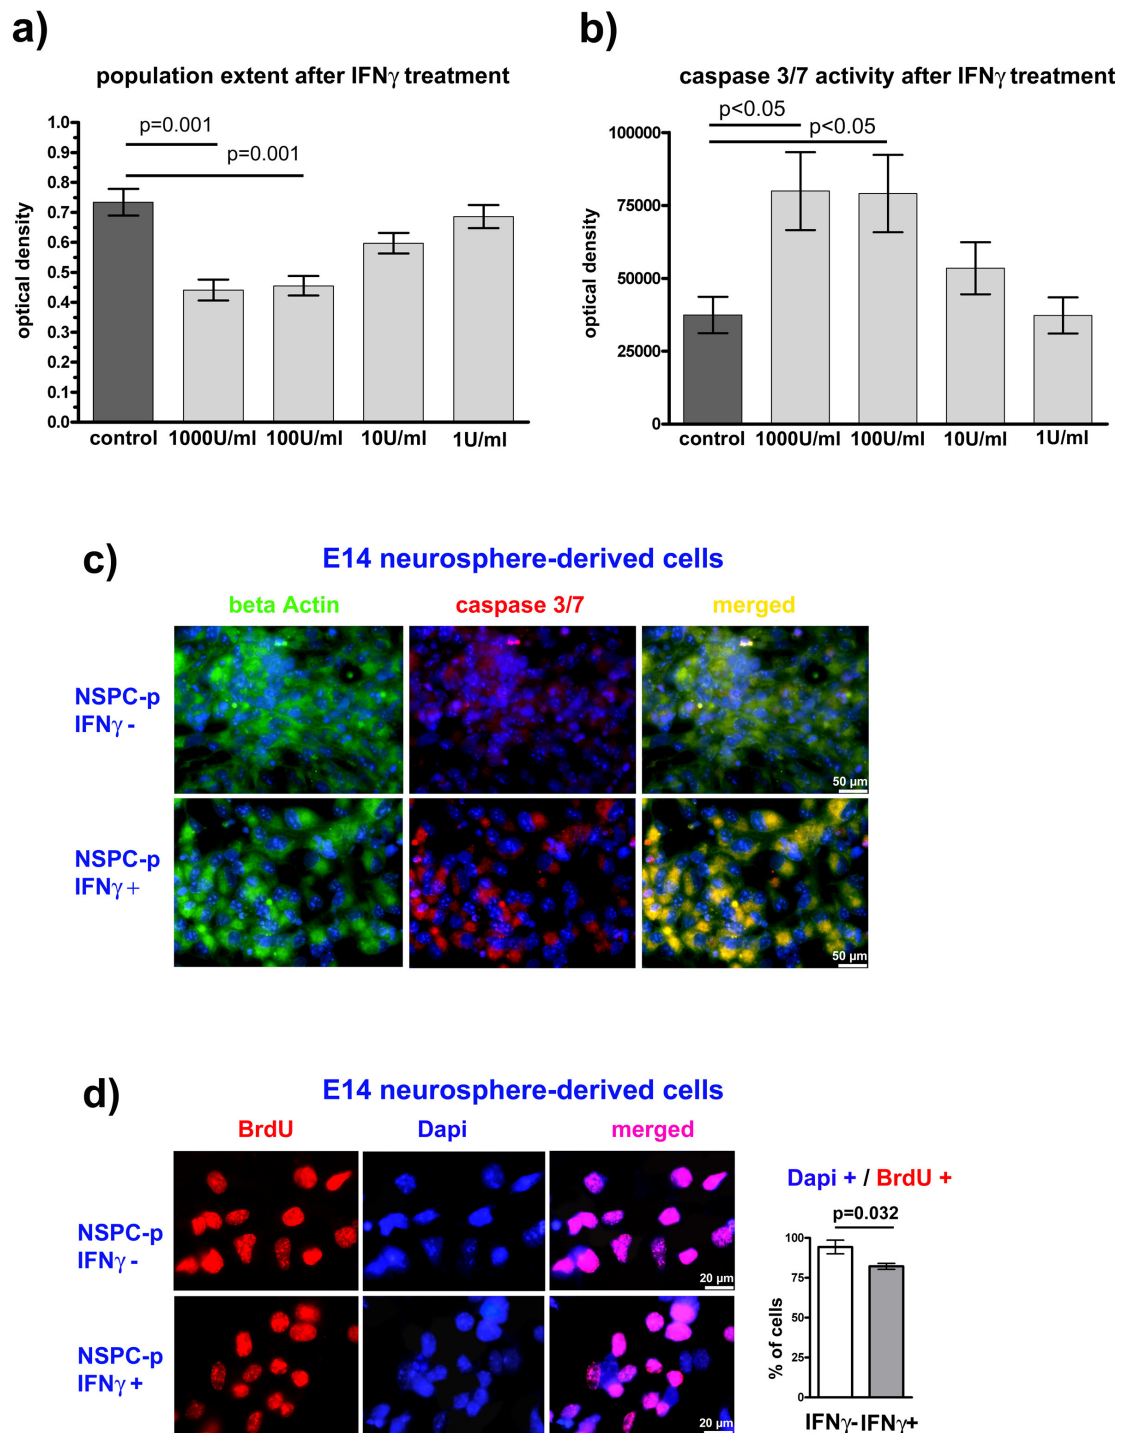 a)
population extent after IFNγ treatment
p=0.001
p=0.001
optical density
1.0
0.9
0.8
0.7
0.6
0.5
0.4
0.3
0.2
0.1
0.0
control 1000U/ml 100U/ml 10U/ml 1U/ml
b)
caspase 3/7 activity after IFNγ treatment
p<0.05
p<0.05
optical density
100000
75000
50000
25000
0
control 1000U/ml 100U/ml 10U/ml 1U/ml
c)
E14 neurosphere-derived cells
beta Actin caspase 3/7 merged
NSPC-p
IFNγ -
50 µm
NSPC-p
IFNγ +
50 µm
d)
E14 neurosphere-derived cells
BrdU Dapi merged
NSPC-p
IFNγ -
20 µm
NSPC-p
IFNγ +
20 µm
Dapi + / BrdU +
p=0.032
% of cells
100
75
50
25
0
IFNγ- IFNγ+